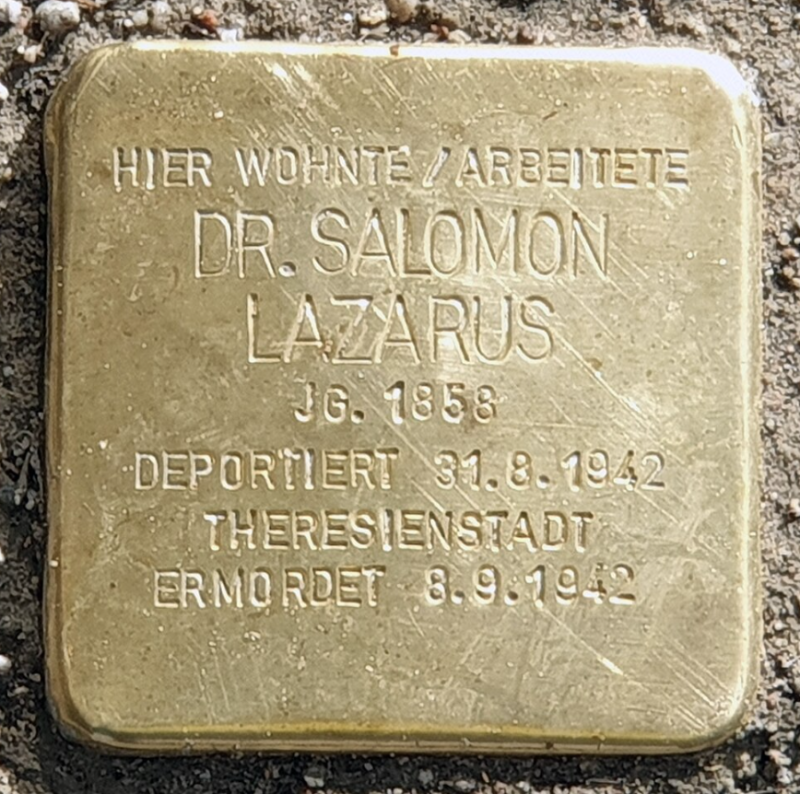 HIER WOHNTE / ARBEITETE
DR. SALOMON
LAZARUS
JG. 1858
DEPORTIERT 31.8.1942
THERESIENSTADT
ERMORDET 8.9.1942